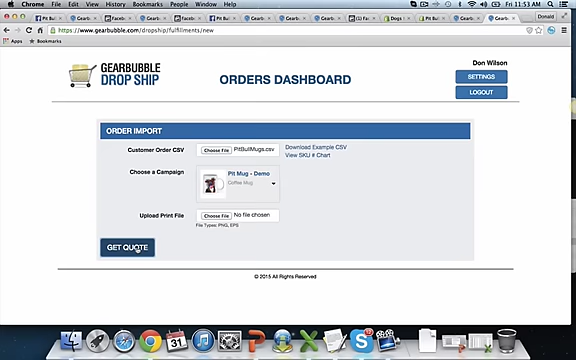 Chrome File Edit View History Bookmarks People Window Help
Fri 11:53 AM
Donald
https://www.gearbubble.com/dropship/fulfillments/new
Apps Bookmarks
GEARBUBBLE
DROP SHIP
ORDERS DASHBOARD
Don Wilson
SETTINGS
LOGOUT
ORDER IMPORT
Customer Order CSV
Choose File PitBullMugs.csv
Download Example CSV
View SKU # Chart
Choose a Campaign
Pit Mug - Demo
Coffee Mug
Upload Print File
Choose File No file chosen
File Types: PNG, EPS
GET QUOTE
© 2015 All Rights Reserved